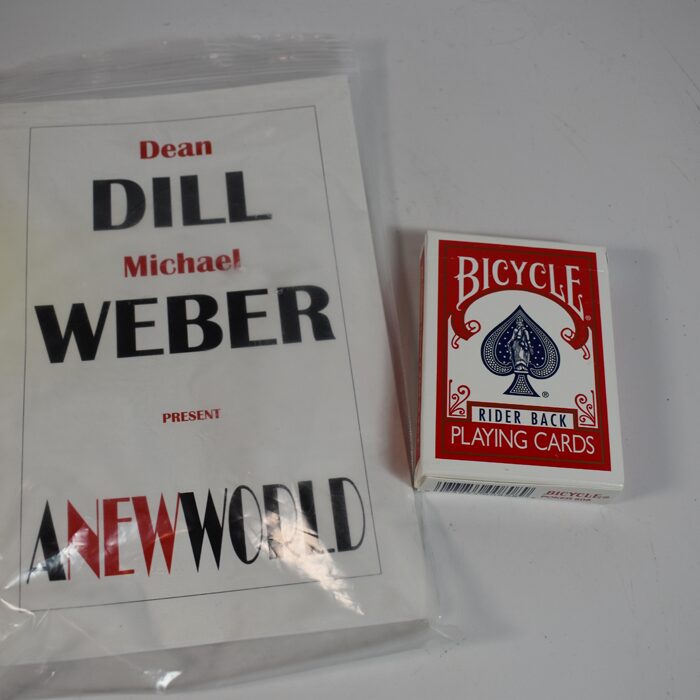 Dean
DILL
Michael
WEBER
PRESENT
ANEWWORLD
BICYCLE®
®
RIDER BACK
PLAYING CARDS
BICYCLE®